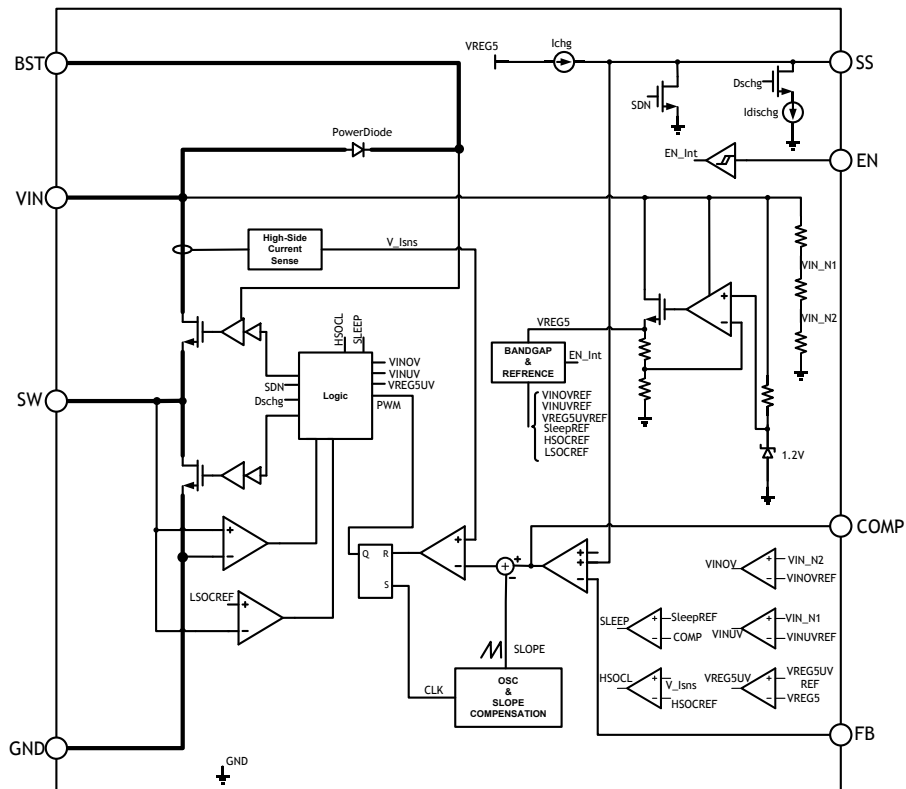 BST
VREG5
Ichg
SS
Dschg
SDN
Idischg
PowerDiode
EN_Int
EN
VIN
High-Side
Current
Sense
V_Isns
VIN_N1
VIN_N2
+
−
VREG5
BANDGAP
&
REFRENCE
EN_Int
HSOCL
SLEEP
VINOV
VINUV
VREG5UV
PWM
Logic
SDN
Dschg
SW
VINOVREF
VINUVREF
VREG5UVREF
SleepREF
HSOCREF
LSOCREF
1.2V
COMP
+
−
LSOCREF
+
−
Q
R
S
+
−
+
+
−
+
+
−
VINOV
+
−
VIN_N2
VINOVREF
SLEEP
+
−
SleepREF
COMP
VINUV
+
−
VIN_N1
VINUVREF
HSOCL
+
−
V_Isns
HSOCREF
VREG5UV
+
−
VREG5UV
REF
VREG5
SLOPE
CLK
OSC
&
SLOPE
COMPENSATION
FB
GND
GND